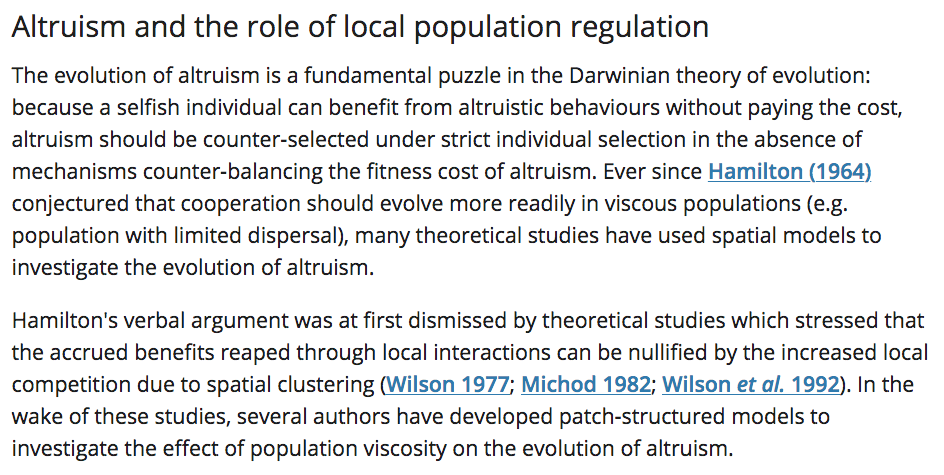 Altruism and the role of local population regulation
The evolution of altruism is a fundamental puzzle in the Darwinian theory of evolution:
because a selfish individual can benefit from altruistic behaviours without paying the cost,
altruism should be counter-selected under strict individual selection in the absence of
mechanisms counter-balancing the fitness cost of altruism. Ever since Hamilton (1964)
conjectured that cooperation should evolve more readily in viscous populations (e.g.
population with limited dispersal), many theoretical studies have used spatial models to
investigate the evolution of altruism.
Hamilton's verbal argument was at first dismissed by theoretical studies which stressed that
the accrued benefits reaped through local interactions can be nullified by the increased local
competition due to spatial clustering (Wilson 1977; Michod 1982; Wilson et al. 1992). In the
wake of these studies, several authors have developed patch-structured models to
investigate the effect of population viscosity on the evolution of altruism.